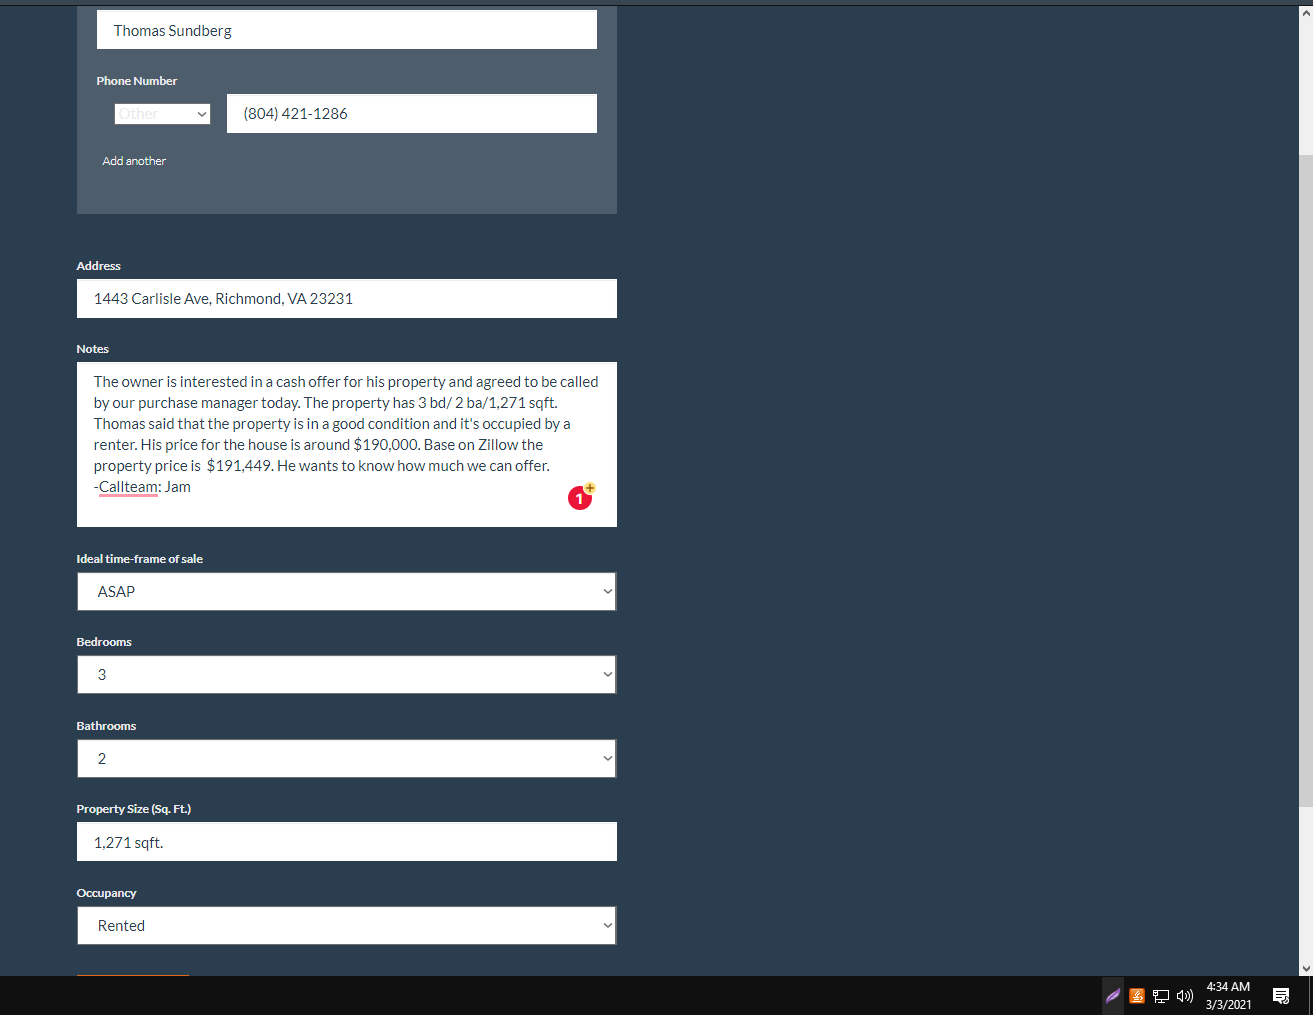 Thomas Sundberg
Phone Number
Other
(804) 421-1286
Add another
Address
1443 Carlisle Ave, Richmond, VA 23231
Notes
The owner is interested in a cash offer for his property and agreed to be called
by our purchase manager today. The property has 3 bd/ 2 ba/1,271 sqft.
Thomas said that the property is in a good condition and it's occupied by a
renter. His price for the house is around $190,000. Base on Zillow the
property price is  $191,449. He wants to know how much we can offer.
-Callteam: Jam
1
+
Ideal time-frame of sale
ASAP
Bedrooms
3
Bathrooms
2
Property Size (Sq. Ft.)
1,271 sqft.
Occupancy
Rented
4:34 AM
3/3/2021